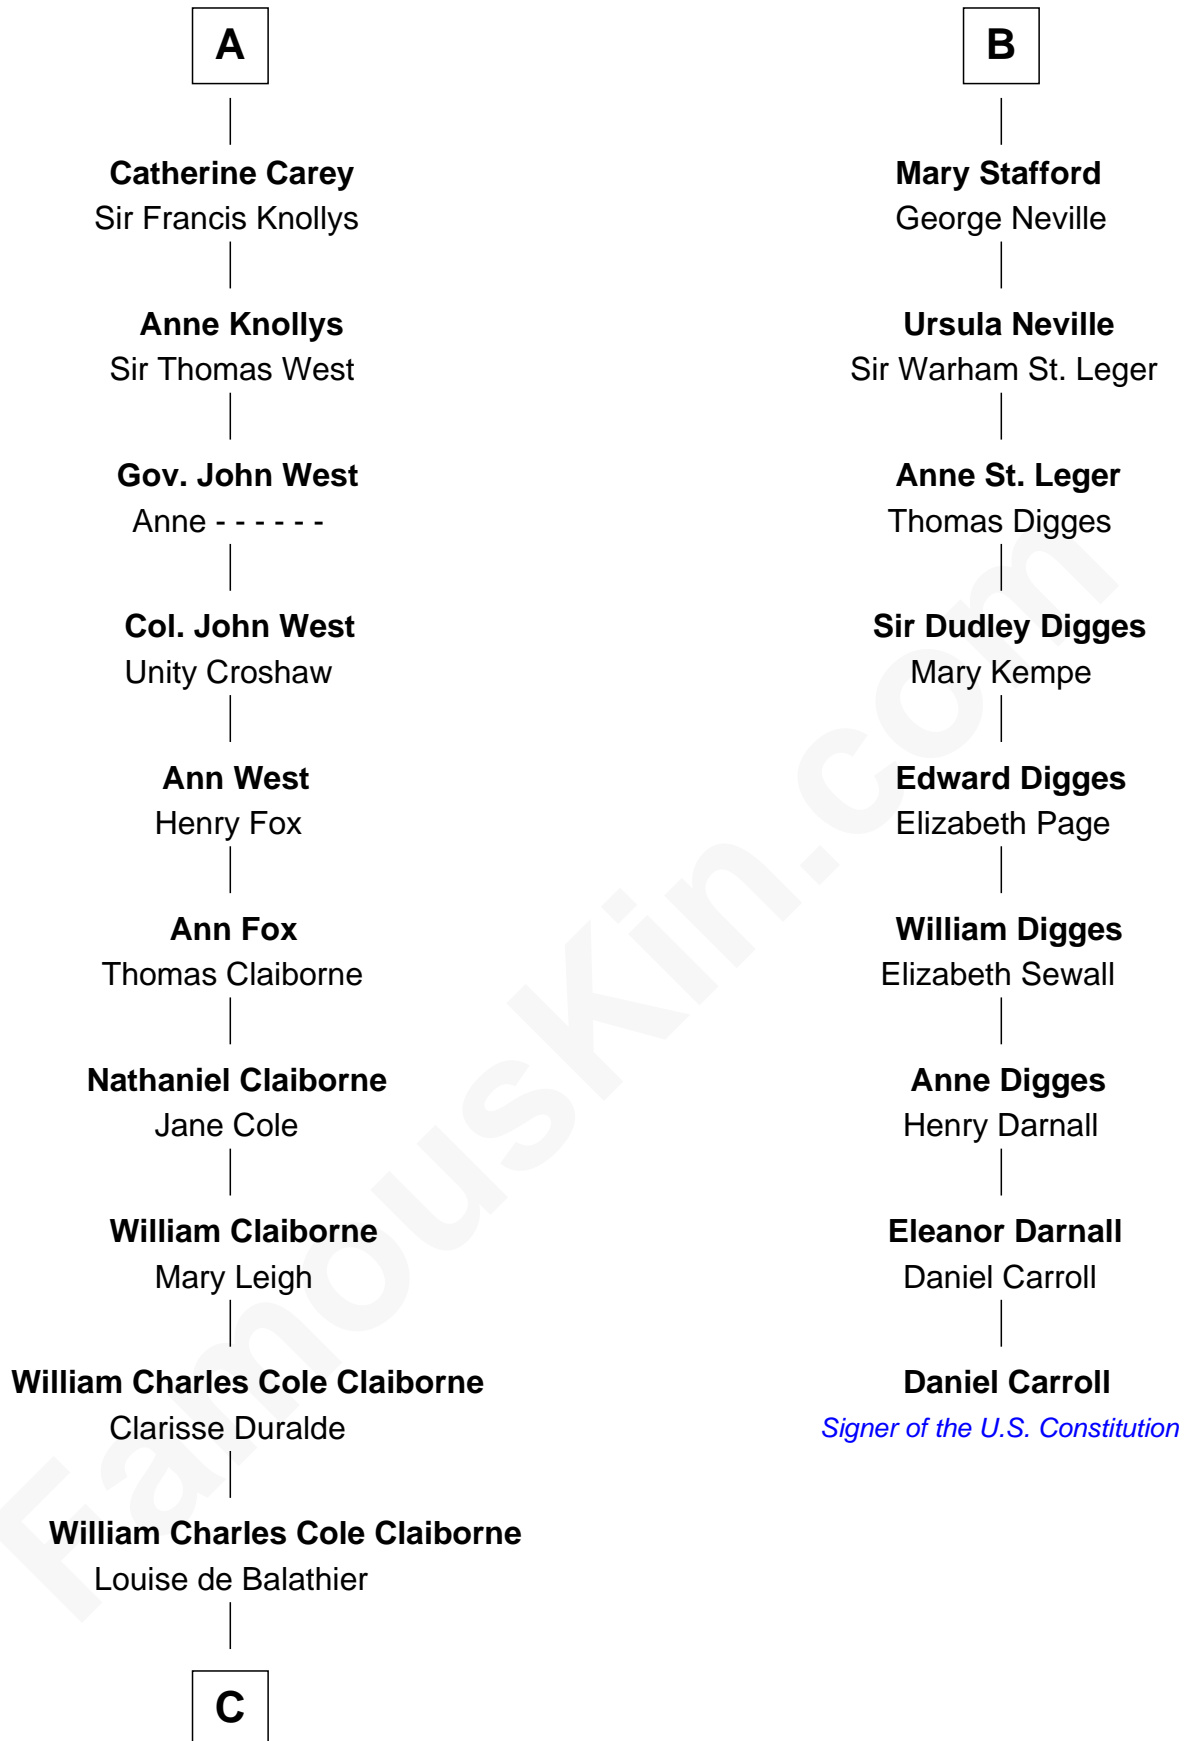 A
Catherine Carey
Sir Francis Knollys
Anne Knollys
Sir Thomas West
Gov. John West
Anne - - - - - -
Col. John West
Unity Croshaw
Ann West
Henry Fox
Ann Fox
Thomas Claiborne
Nathaniel Claiborne
Jane Cole
William Claiborne
Mary Leigh
William Charles Cole Claiborne
Clarisse Duralde
William Charles Cole Claiborne
Louise de Balathier
C
B
Mary Stafford
George Neville
Ursula Neville
Sir Warham St. Leger
Anne St. Leger
Thomas Digges
Sir Dudley Digges
Mary Kempe
Edward Digges
Elizabeth Page
William Digges
Elizabeth Sewall
Anne Digges
Henry Darnall
Eleanor Darnall
Daniel Carroll
Daniel Carroll
Signer of the U.S. Constitution
FamousKin.com